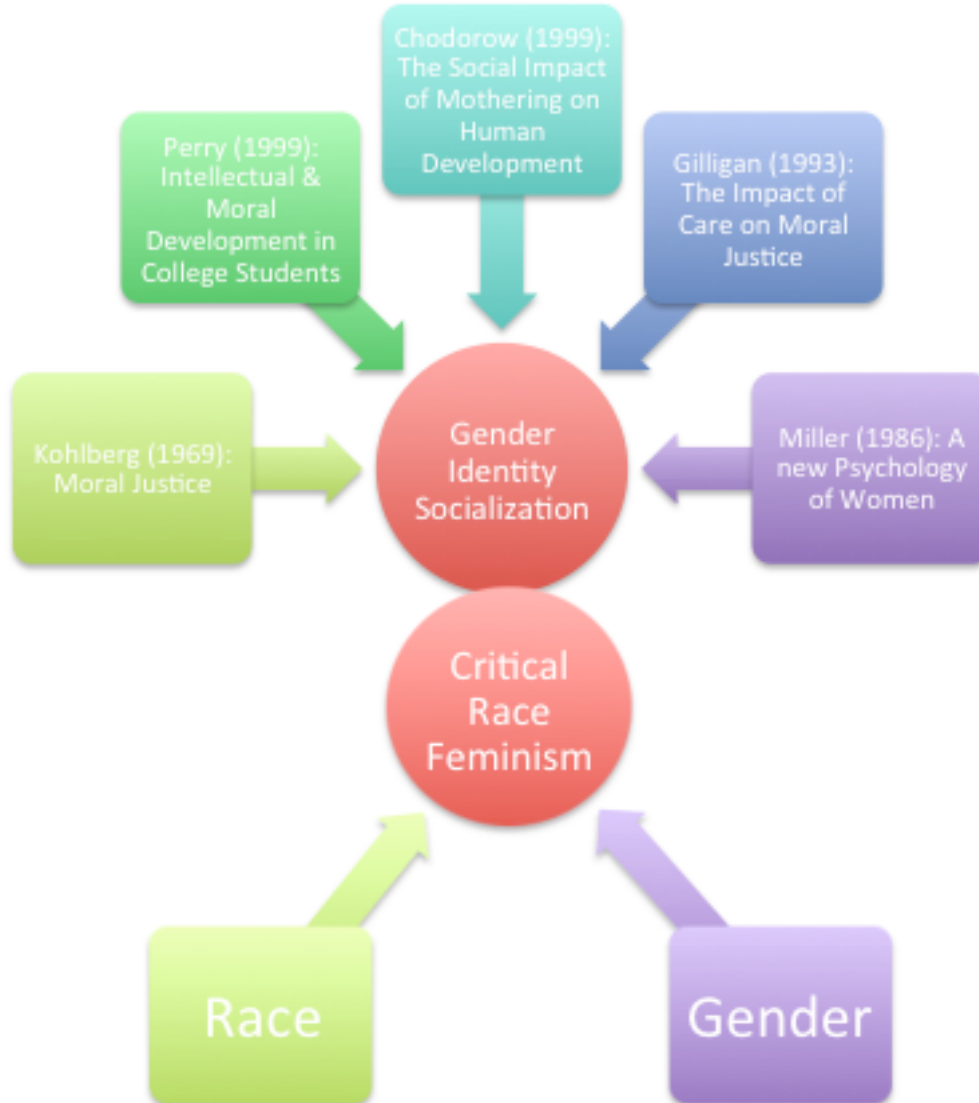 Chodorow (1999):
The Social Impact
of Mothering on
Human
Development
Perry (1999):
Intellectual &
Moral
Development in
College Students
Gilligan (1993):
The Impact of
Care on Moral
Justice
Kohlberg (1969):
Moral Justice
Gender
Identity
Socialization
Miller (1986): A
new Psychology
of Women
Critical
Race
Feminism
Race
Gender